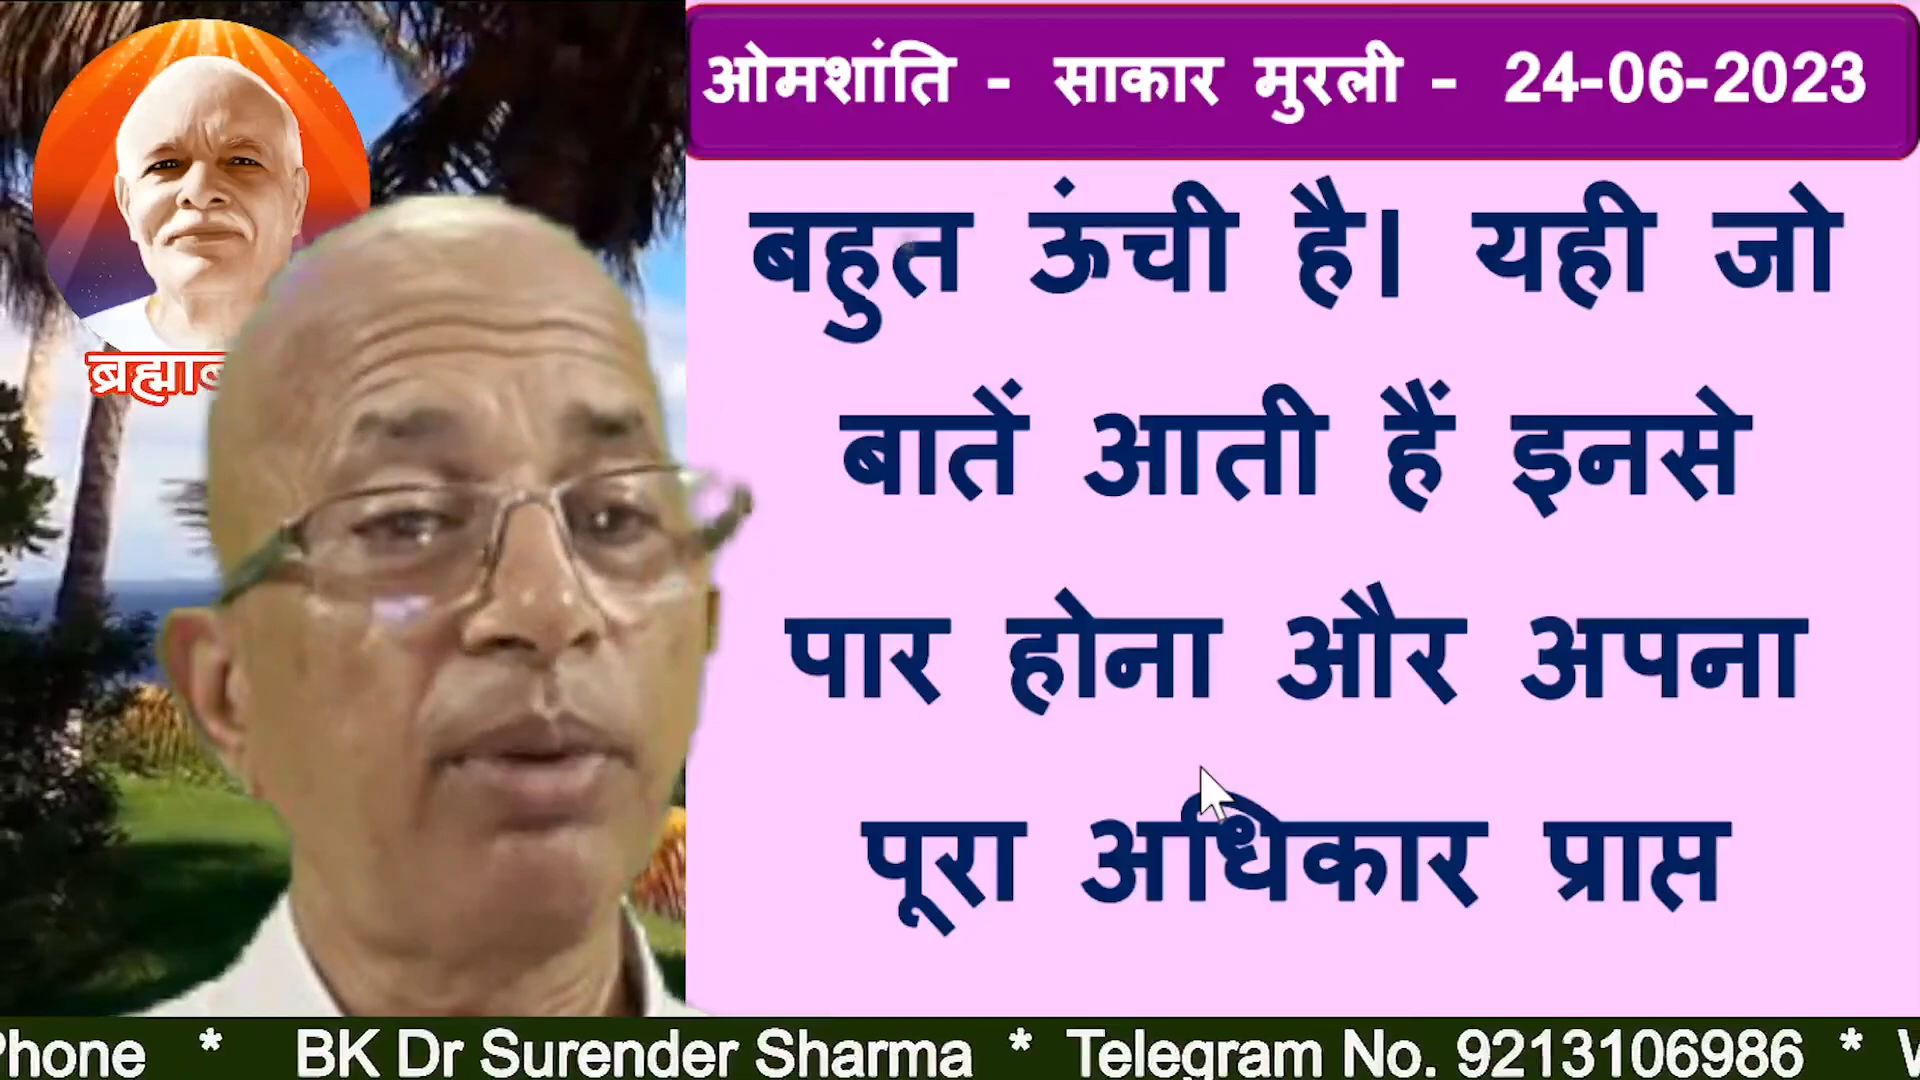 ओमशांति - साकार मुरली - 24-06-2023
बहुत ऊंची है। यही जो
बातें आती हैं इनसे
पार होना और अपना
पूरा अधिकार प्राप्त
Phone * BK Dr Surender Sharma * Telegram No. 9213106986 *